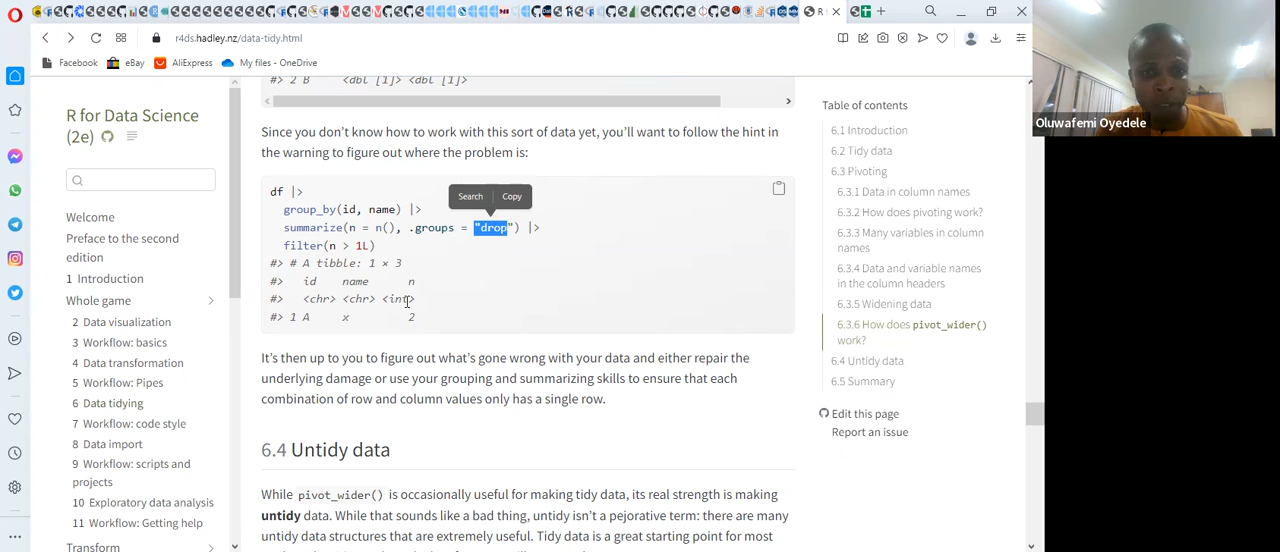 r4ds.hadley.nz/data-tidy.html
Facebook
eBay
AliExpress
My files - OneDrive
R for Data Science
(2e)
Welcome
Preface to the second
edition
1 Introduction
Whole game
2 Data visualization
3 Workflow: basics
4 Data transformation
5 Workflow: Pipes
6 Data tidying
7 Workflow: code style
8 Data import
9 Workflow: scripts and
projects
10 Exploratory data analysis
11 Workflow: Getting help
Transform
#> 2 B <dbl [1]> <dbl [1]>
Since you don't know how to work with this sort of data yet, you'll want to follow the hint in
the warning to figure out where the problem is:
Search Copy
df |>
group_by(id, name) |>
summarize(n = n(), .groups = "drop") |>
filter(n > 1L)
#> # A tibble: 1 × 3
#> id name n
#> <chr> <chr> <int>
#> 1 A x 2
It's then up to you to figure out what's gone wrong with your data and either repair the
underlying damage or use your grouping and summarizing skills to ensure that each
combination of row and column values only has a single row.
6.4 Untidy data
While pivot_wider() is occasionally useful for making tidy data, its real strength is making
untidy data. While that sounds like a bad thing, untidy isn't a pejorative term: there are many
untidy data structures that are extremely useful. Tidy data is a great starting point for most
Table of contents
6.1 Introduction
6.2 Tidy data
6.3 Pivoting
6.3.1 Data in column names
6.3.2 How does pivoting work?
6.3.3 Many variables in column
names
6.3.4 Data and variable names
in the column headers
6.3.5 Widening data
6.3.6 How does pivot_wider()
work?
6.4 Untidy data
6.5 Summary
Edit this page
Report an issue
Oluwafemi Oyedele